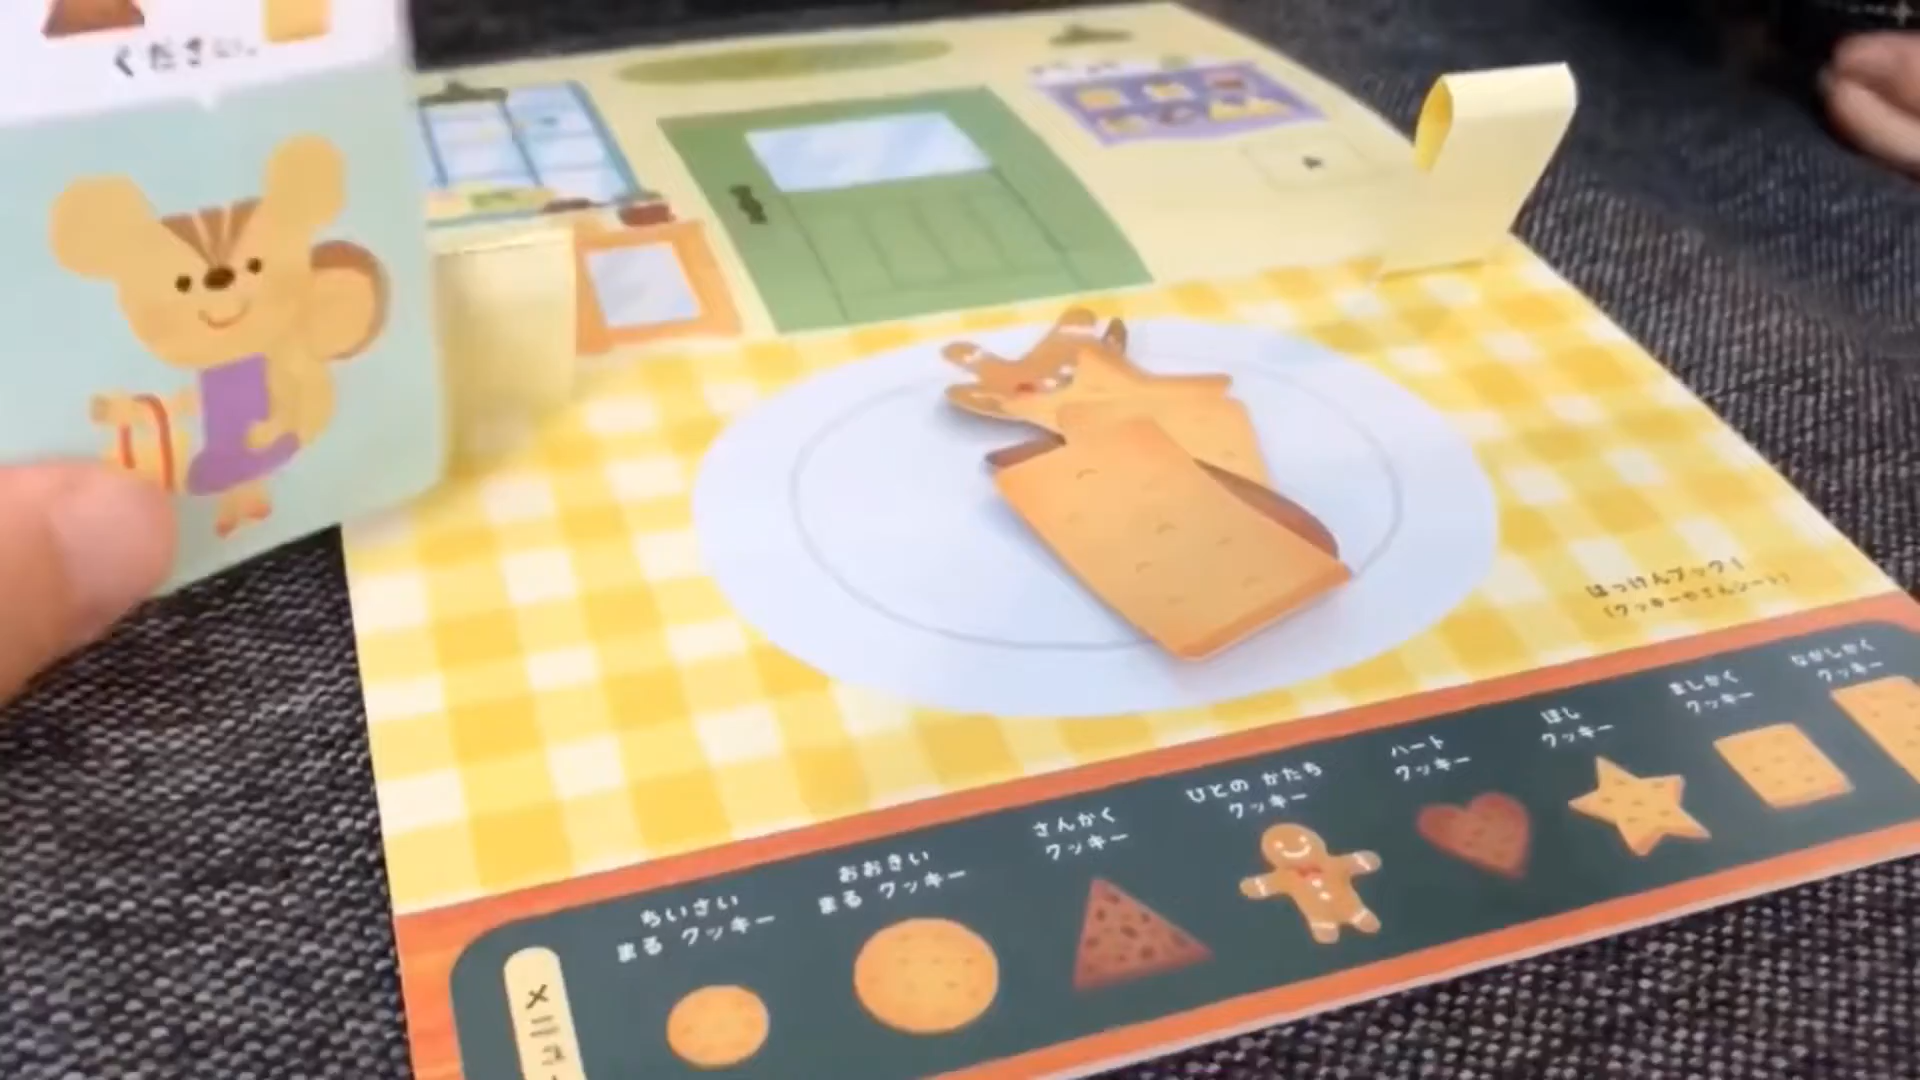 ください。
はっけんブック1
(クッキーやさんシート)
メニュー
ちいさい
まる クッキー
おおきい
まる クッキー
さんかく
クッキー
ひとの かたち
クッキー
ハート
クッキー
ほし
クッキー
ましかく
クッキー
ながしかく
クッキー